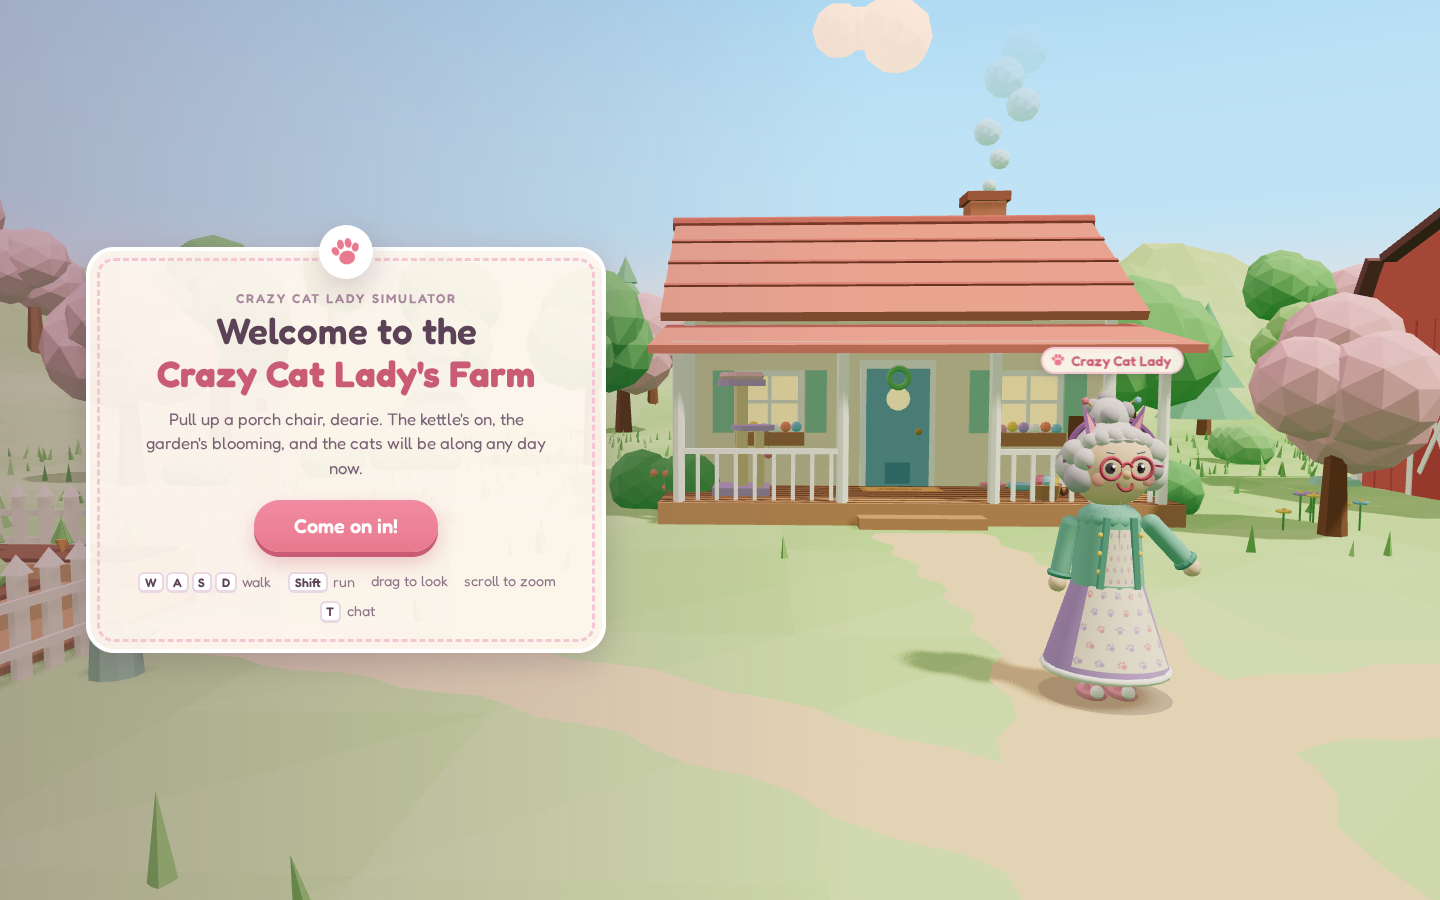 CRAZY CAT LADY SIMULATOR
Welcome to the
Crazy Cat Lady's Farm
Pull up a porch chair, dearie. The kettle's on, the
garden's blooming, and the cats will be along any day
now.
Come on in!
W A S D walk Shift run drag to look scroll to zoom
T chat
Crazy Cat Lady